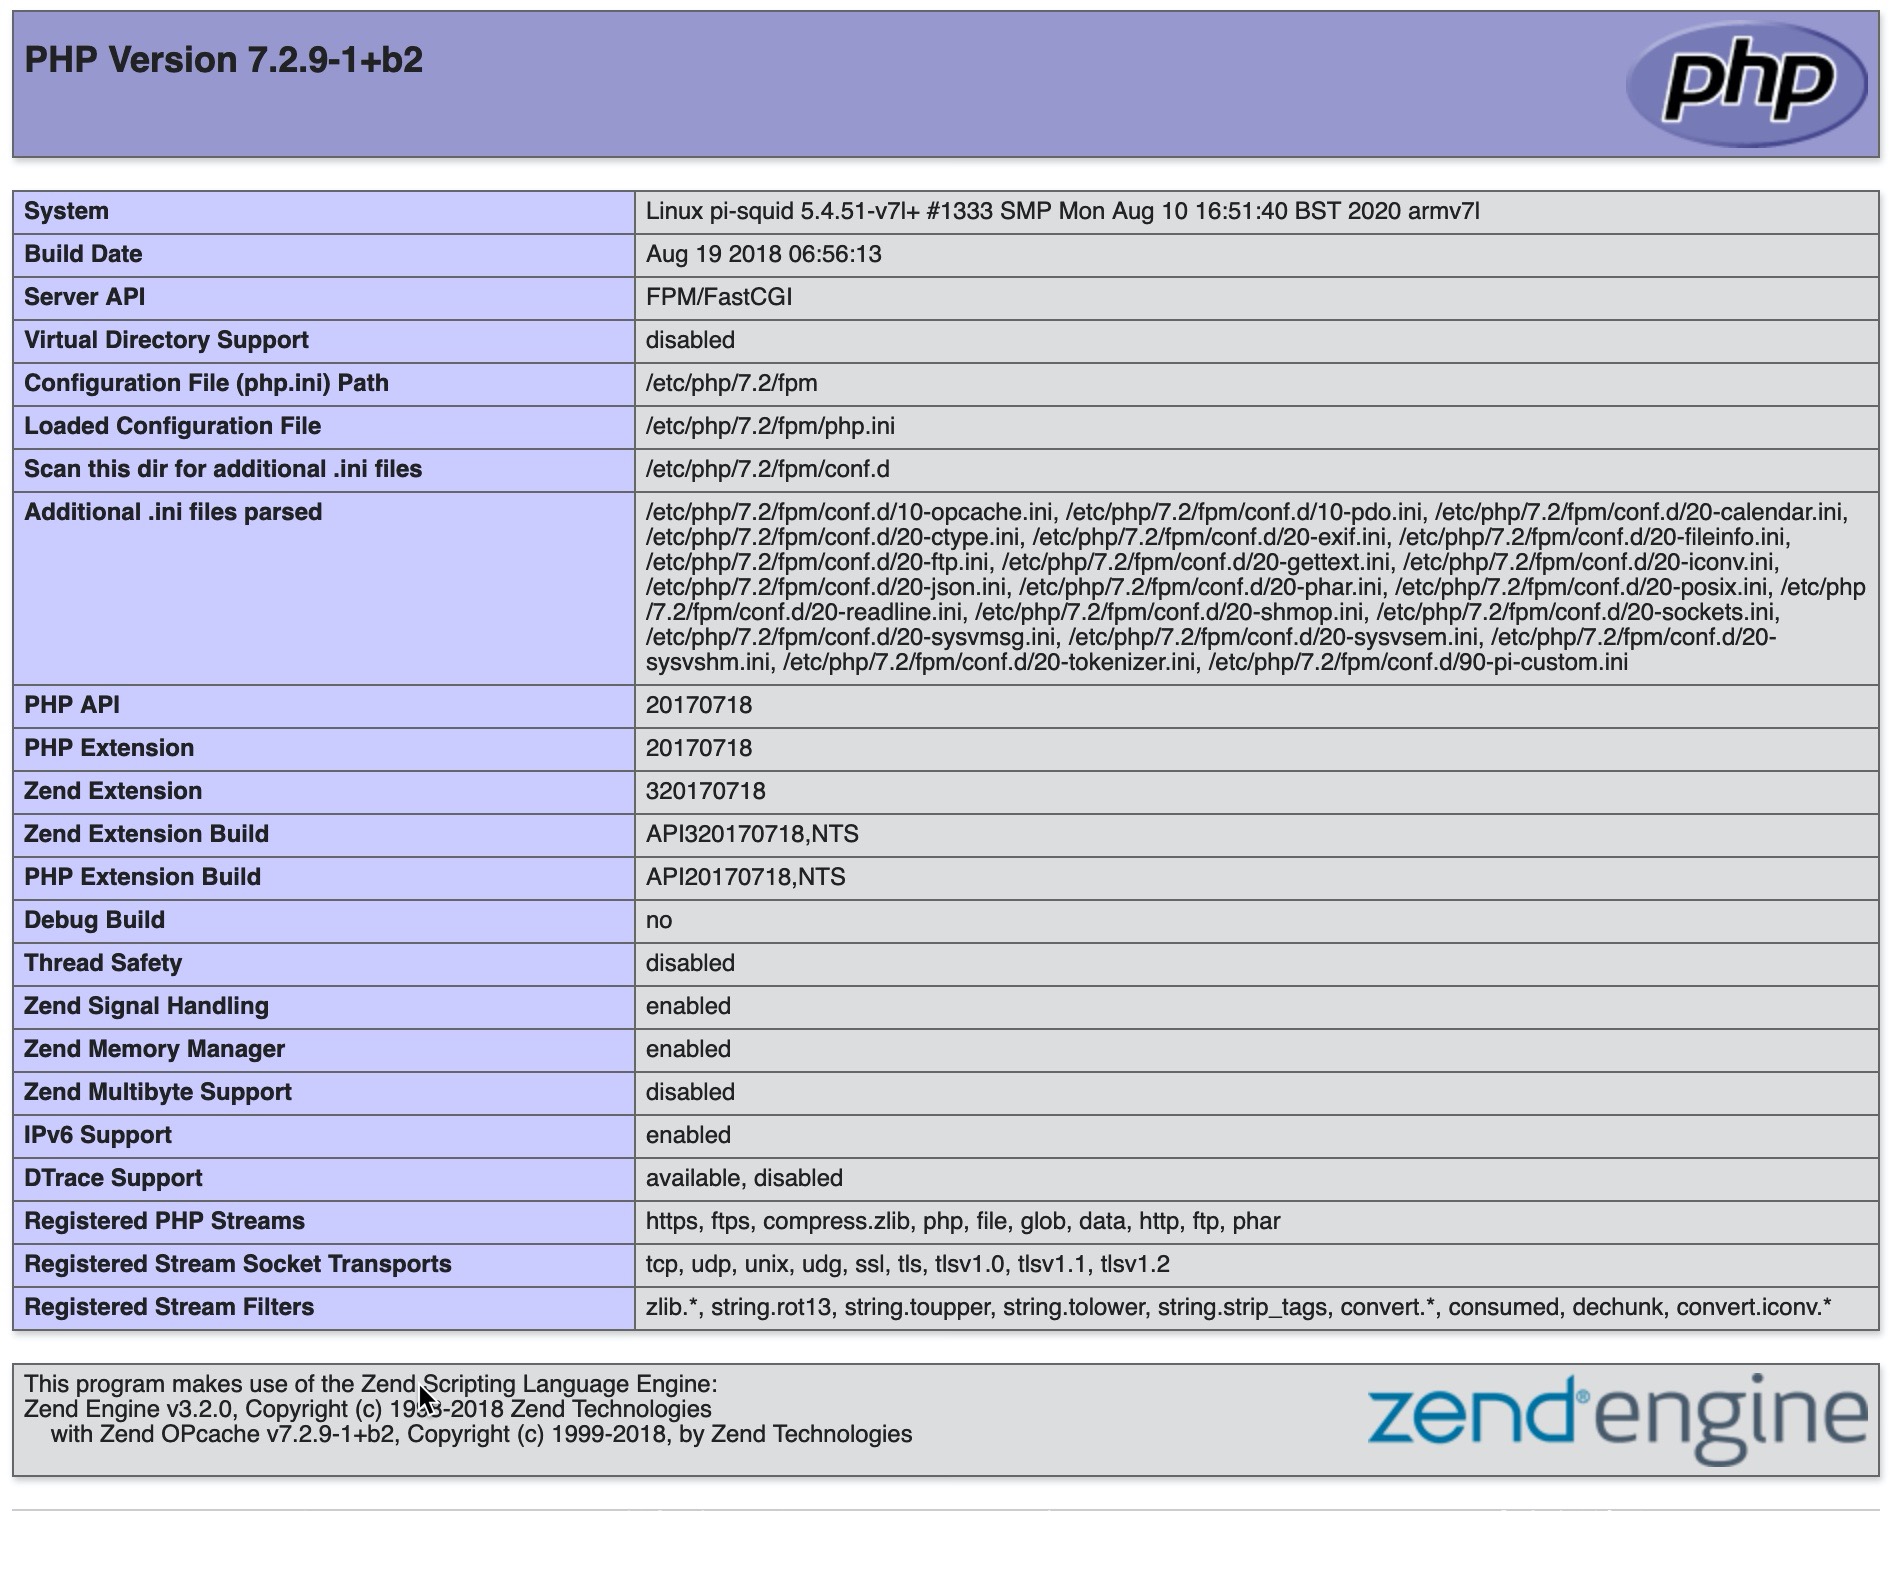 PHP Version 7.2.9-1+b2
php
System
Linux pi-squid 5.4.51-v7l+ #1333 SMP Mon Aug 10 16:51:40 BST 2020 armv7l
Build Date
Aug 19 2018 06:56:13
Server API
FPM/FastCGI
Virtual Directory Support
disabled
Configuration File (php.ini) Path
/etc/php/7.2/fpm
Loaded Configuration File
/etc/php/7.2/fpm/php.ini
Scan this dir for additional .ini files
/etc/php/7.2/fpm/conf.d
Additional .ini files parsed
/etc/php/7.2/fpm/conf.d/10-opcache.ini, /etc/php/7.2/fpm/conf.d/10-pdo.ini, /etc/php/7.2/fpm/conf.d/20-calendar.ini,
/etc/php/7.2/fpm/conf.d/20-ctype.ini, /etc/php/7.2/fpm/conf.d/20-exif.ini, /etc/php/7.2/fpm/conf.d/20-fileinfo.ini,
/etc/php/7.2/fpm/conf.d/20-ftp.ini, /etc/php/7.2/fpm/conf.d/20-gettext.ini, /etc/php/7.2/fpm/conf.d/20-iconv.ini,
/etc/php/7.2/fpm/conf.d/20-json.ini, /etc/php/7.2/fpm/conf.d/20-phar.ini, /etc/php/7.2/fpm/conf.d/20-posix.ini, /etc/php
/7.2/fpm/conf.d/20-readline.ini, /etc/php/7.2/fpm/conf.d/20-shmop.ini, /etc/php/7.2/fpm/conf.d/20-sockets.ini,
/etc/php/7.2/fpm/conf.d/20-sysvmsg.ini, /etc/php/7.2/fpm/conf.d/20-sysvsem.ini, /etc/php/7.2/fpm/conf.d/20-
sysvshm.ini, /etc/php/7.2/fpm/conf.d/20-tokenizer.ini, /etc/php/7.2/fpm/conf.d/90-pi-custom.ini
PHP API
20170718
PHP Extension
20170718
Zend Extension
320170718
Zend Extension Build
API320170718,NTS
PHP Extension Build
API20170718,NTS
Debug Build
no
Thread Safety
disabled
Zend Signal Handling
enabled
Zend Memory Manager
enabled
Zend Multibyte Support
disabled
IPv6 Support
enabled
DTrace Support
available, disabled
Registered PHP Streams
https, ftps, compress.zlib, php, file, glob, data, http, ftp, phar
Registered Stream Socket Transports
tcp, udp, unix, udg, ssl, tls, tlsv1.0, tlsv1.1, tlsv1.2
Registered Stream Filters
zlib.*, string.rot13, string.toupper, string.tolower, string.strip_tags, convert.*, consumed, dechunk, convert.iconv.*
This program makes use of the Zend Scripting Language Engine:
Zend Engine v3.2.0, Copyright (c) -2018 Zend Technologies
with Zend OPcache v7.2.9-1+b2, Copyright (c) 1999-2018, by Zend Technologies
zend®engine